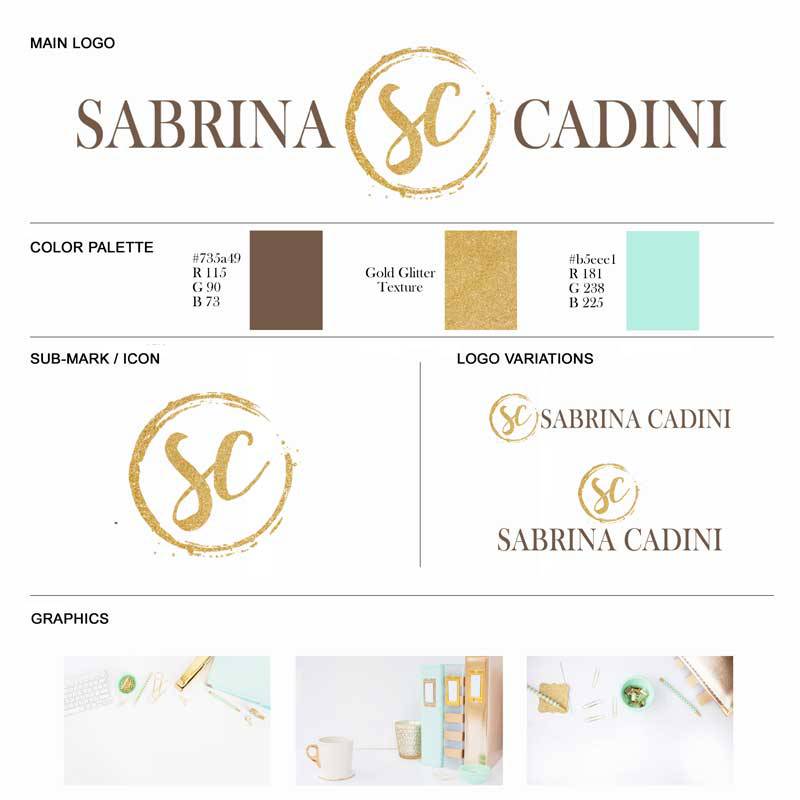 MAIN LOGO
SABRINA sc CADINI
COLOR PALETTE
#735a49
R 115
G 90
B 73
Gold Glitter
Texture
#b5eee1
R 181
G 238
B 225
SUB-MARK / ICON
sc
LOGO VARIATIONS
sc SABRINA CADINI
sc
SABRINA CADINI
GRAPHICS